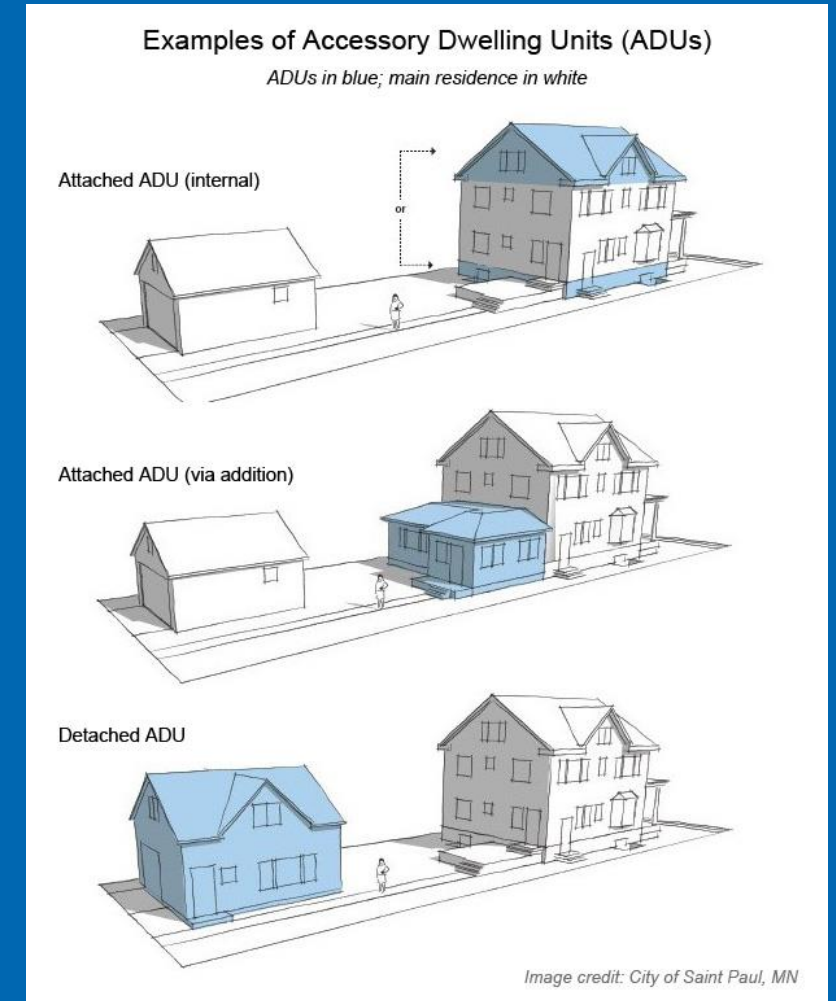 Examples of Accessory Dwelling Units (ADUs)
ADUs in blue; main residence in white
Attached ADU (internal)
or
Attached ADU (via addition)
Detached ADU
Image credit: City of Saint Paul, MN